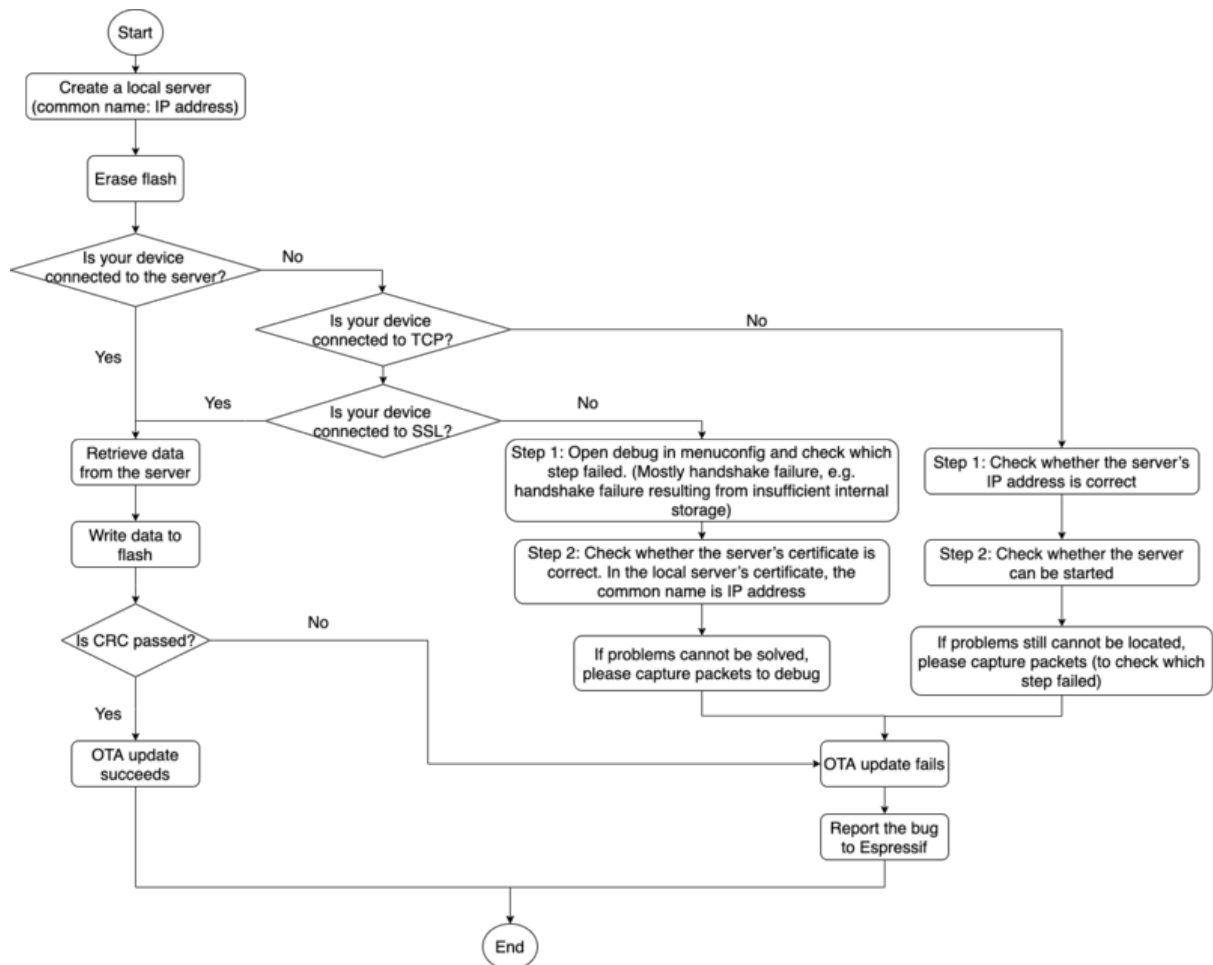 Start
Create a local server
(common name: IP address)
Erase flash
Is your device
connected to the server?
No
Is your device
connected to TCP?
No
Yes
Yes
Is your device
connected to SSL?
No
Retrieve data
from the server
Step 1: Open debug in menuconfig and check which
step failed. (Mostly handshake failure, e.g.
handshake failure resulting from insufficient internal
storage)
Step 1: Check whether the server's
IP address is correct
Write data to
flash
Step 2: Check whether the server's certificate is
correct. In the local server's certificate, the
common name is IP address
Step 2: Check whether the server
can be started
Is CRC passed?
No
If problems cannot be solved,
please capture packets to debug
If problems still cannot be located,
please capture packets (to check which
step failed)
Yes
OTA update
succeeds
OTA update fails
Report the bug
to Espressif
End